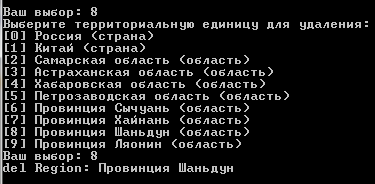 Ваш выбор: 8
Выберите территориальную единицу для удаления:
[0] Россия (страна)
[1] Китай (страна)
[2] Самарская область (область)
[3] Астраханская область (область)
[4] Хабаровская область (область)
[5] Петрозаводская область (область)
[6] Провинция Сычуань (область)
[7] Провинция Хайнань (область)
[8] Провинция Шаньдун (область)
[9] Провинция Ляонин (область)
Ваш выбор: 8
del Region: Провинция Шаньдун